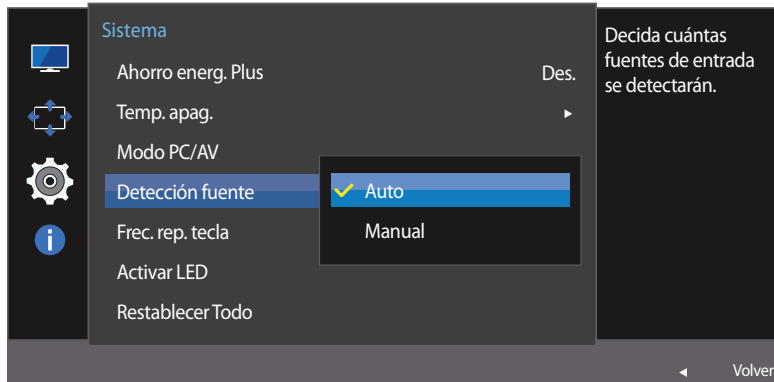 Sistema
Ahorro energ. Plus Des.
Temp. apag.
Modo PC/AV
Detección fuente
Auto
Manual
Frec. rep. tecla
Activar LED
Restablecer Todo
Decida cuántas
fuentes de entrada
se detectarán.
Volver